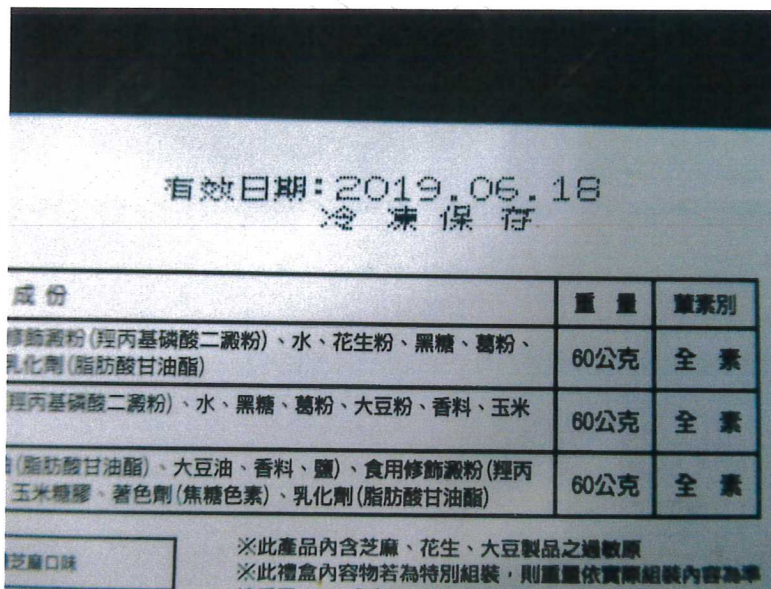 有效日期:2019.06.18
冷凍保存
成份 重量 葷素別
修飾澱粉(羥丙基磷酸二澱粉)、水、花生粉、黑糖、葛粉、
乳化劑(脂肪酸甘油酯) 60公克 全素
羥丙基磷酸二澱粉)、水、黑糖、葛粉、大豆粉、香料、玉米
60公克 全素
(脂肪酸甘油酯)、大豆油、香料、鹽)、食用修飾澱粉(羥丙
玉米糖膠、著色劑(焦糖色素)、乳化劑(脂肪酸甘油酯) 60公克 全素
芝麻口味
※此產品內含芝麻、花生、大豆製品之過敏原
※此禮盒內容物若為特別組裝,則重量依實際組裝內容為準